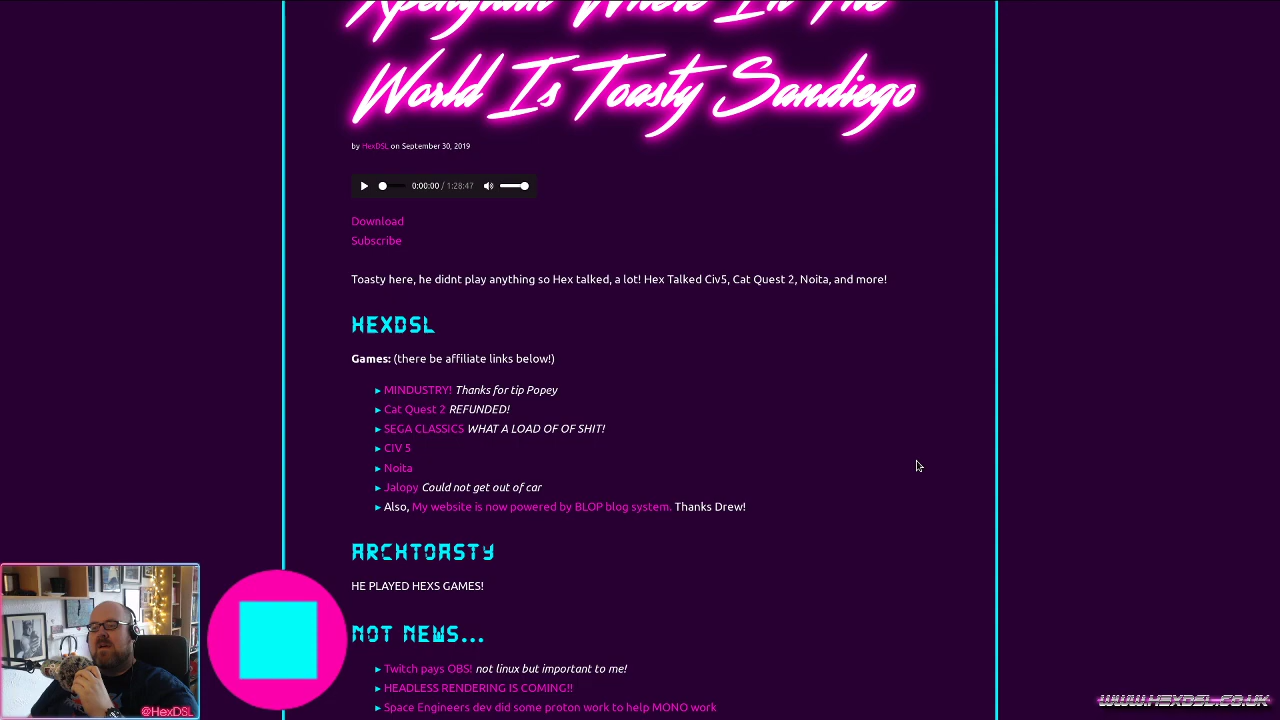 Xpenguin Where In The
World Is Toasty Sandiego
by HexDSL on September 30, 2019
0:00:00 / 1:28:47
Download
Subscribe
Toasty here, he didnt play anything so Hex talked, a lot! Hex Talked Civ5, Cat Quest 2, Noita, and more!
HEXDSL
Games: (there be affiliate links below!)
▸ MINDUSTRY! Thanks for tip Popey
▸ Cat Quest 2 REFUNDED!
▸ SEGA CLASSICS WHAT A LOAD OF OF SHIT!
▸ CIV 5
▸ Noita
▸ Jalopy Could not get out of car
▸ Also, My website is now powered by BLOP blog system. Thanks Drew!
ARCHTOASTY
HE PLAYED HEXS GAMES!
NOT NEWS...
▸ Twitch pays OBS! not linux but important to me!
▸ HEADLESS RENDERING IS COMING!!
▸ Space Engineers dev did some proton work to help MONO work
@HexDSL
WWW.HEXDSL.CO.UK